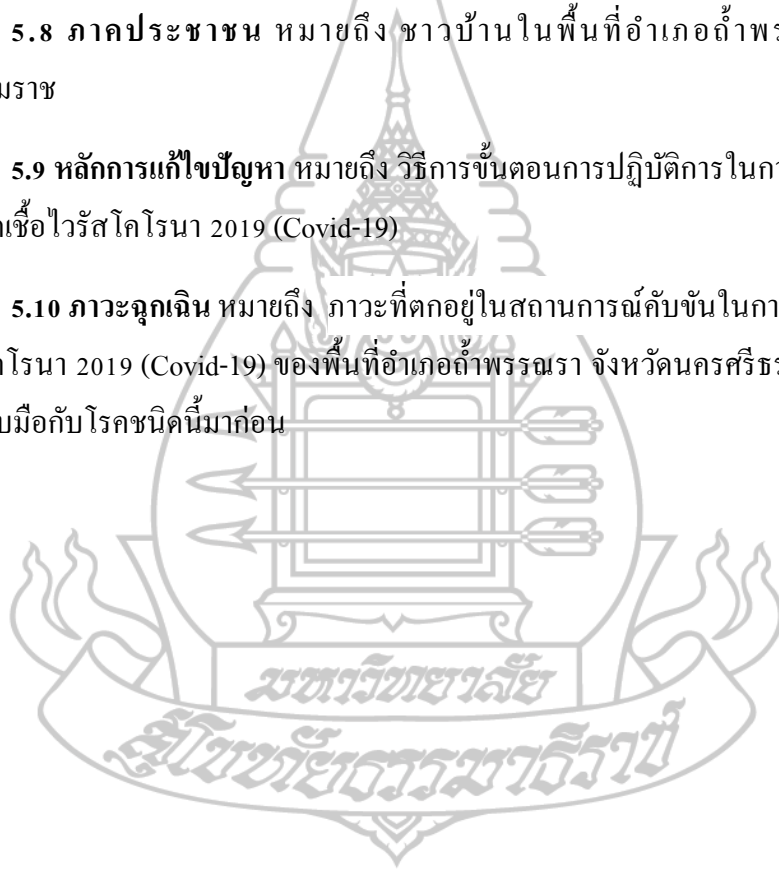 5.8 ภาคประชาชน หมายถึง ชาวบ้านในพื้นที่อำเภอถ้ำพร
มราช
5.9 หลักการแก้ไขปัญหา หมายถึง วิธีการขั้นตอนการปฏิบัติการในกา
เชื้อไวรัสโคโรนา 2019 (Covid-19)
5.10 ภาวะฉุกเฉิน หมายถึง ภาวะที่ตกอยู่ในสถานการณ์คับขันในกา
โรนา 2019 (Covid-19) ของพื้นที่อำเภอถ้ำพรรณรา จังหวัดนครศรีธร
บมือกับโรคชนิดนี้มาก่อน
มหาวิทยาลัย
สุโขทัยธรรมาธิราช